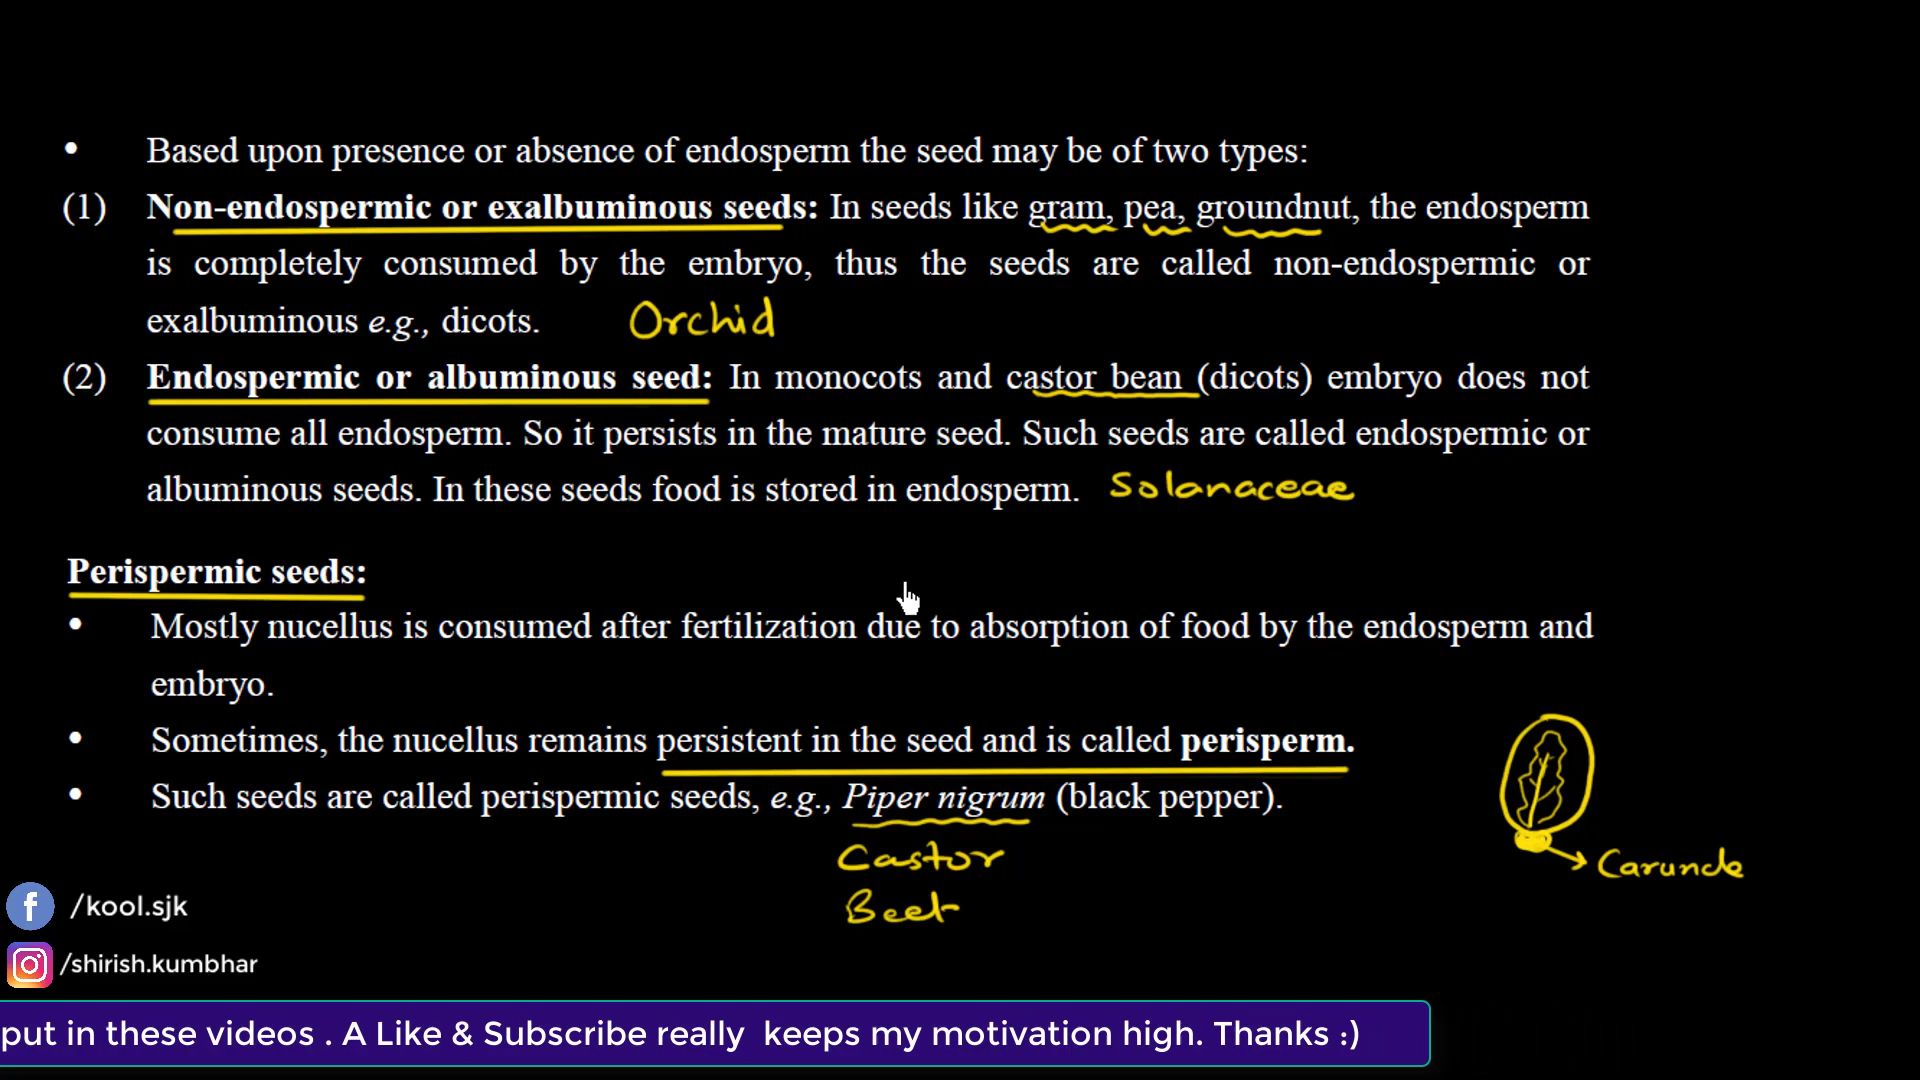 • Based upon presence or absence of endosperm the seed may be of two types:
(1) Non-endospermic or exalbuminous seeds: In seeds like gram, pea, groundnut, the endosperm
is completely consumed by the embryo, thus the seeds are called non-endospermic or
exalbuminous e.g., dicots. Orchid
(2) Endospermic or albuminous seed: In monocots and castor bean (dicots) embryo does not
consume all endosperm. So it persists in the mature seed. Such seeds are called endospermic or
albuminous seeds. In these seeds food is stored in endosperm. Solanaceae
Perispermic seeds:
• Mostly nucellus is consumed after fertilization due to absorption of food by the endosperm and
embryo.
• Sometimes, the nucellus remains persistent in the seed and is called perisperm.
• Such seeds are called perispermic seeds, e.g., Piper nigrum (black pepper).
Castor
Beet
Caruncle
/kool.sjk
/shirish.kumbhar
put in these videos . A Like & Subscribe really keeps my motivation high. Thanks :)